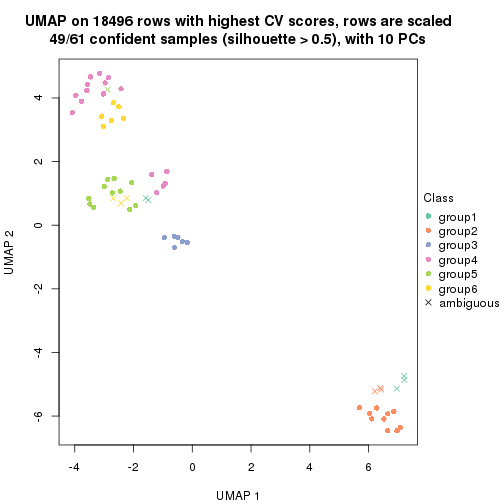 UMAP on 18496 rows with highest CV scores, rows are scaled
49/61 confident samples (silhouette > 0.5), with 10 PCs
4
2
0
-2
-4
-6
UMAP 2
-4
-2
0
2
4
6
UMAP 1
Class
group1
group2
group3
group4
group5
group6
ambiguous